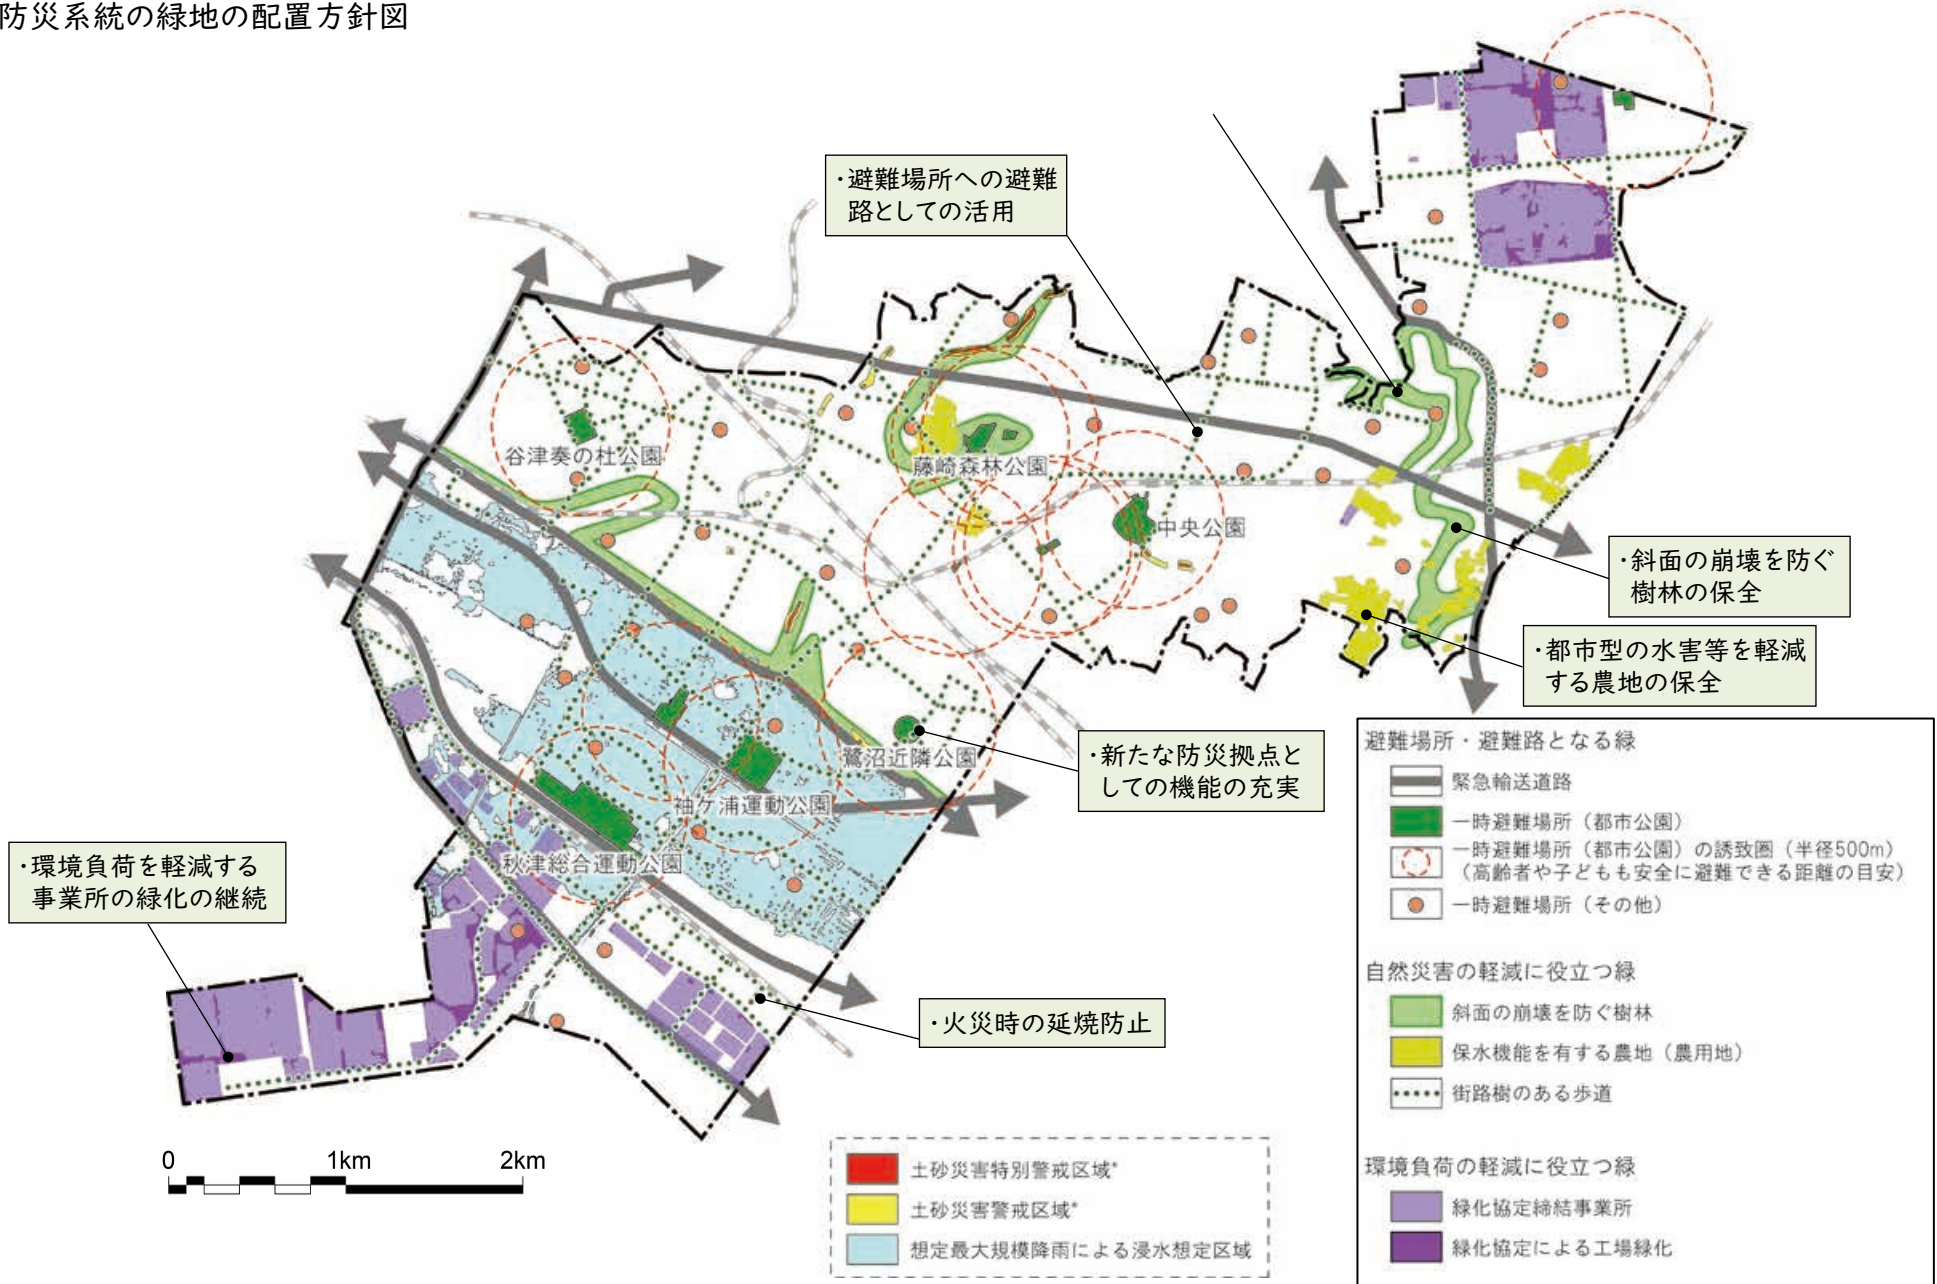 防災系統の緑地の配置方針図
・避難場所への避難
路としての活用
谷津奏の杜公園
藤崎森林公園
中央公園
・斜面の崩壊を防ぐ
樹林の保全
・都市型の水害等を軽減
する農地の保全
鷺沼近隣公園
・新たな防災拠点と
しての機能の充実
袖ケ浦運動公園
秋津総合運動公園
・環境負荷を軽減する
事業所の緑化の継続
・火災時の延焼防止
0 1km 2km
土砂災害特別警戒区域*
土砂災害警戒区域*
想定最大規模降雨による浸水想定区域
避難場所・避難路となる緑
緊急輸送道路
一時避難場所（都市公園）
一時避難場所（都市公園）の誘致圏（半径500m）
（高齢者や子どもも安全に避難できる距離の目安）
一時避難場所（その他）
自然災害の軽減に役立つ緑
斜面の崩壊を防ぐ樹林
保水機能を有する農地（農用地）
街路樹のある歩道
環境負荷の軽減に役立つ緑
緑化協定締結事業所
緑化協定による工場緑化